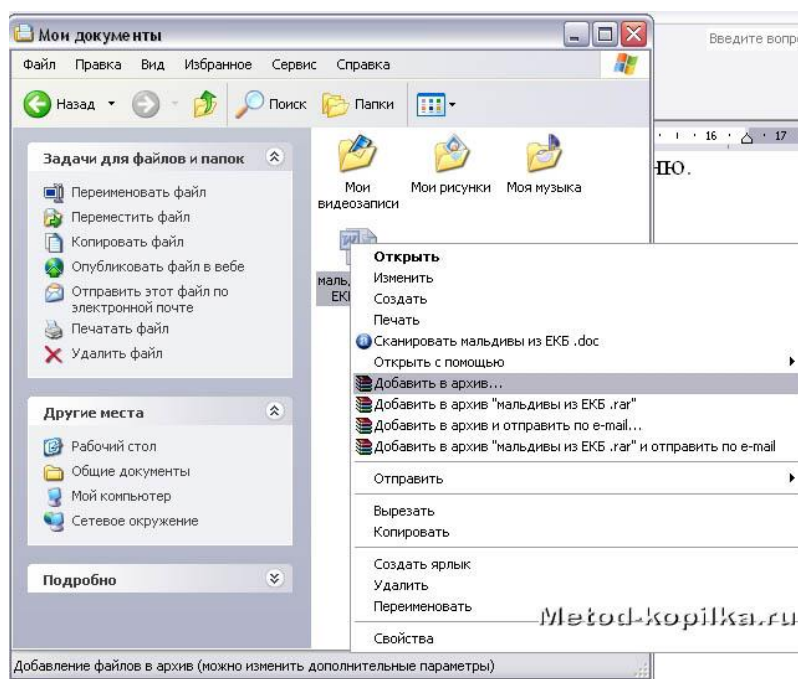 Мои документы
Введите вопр
Файл Правка Вид Избранное Сервис Справка
Назад Поиск Папки
16 17
Задачи для файлов и папок
Переименовать файл
Переместить файл
Копировать файл
Опубликовать файл в вебе
Отправить этот файл по
электронной почте
Печатать файл
Удалить файл
Другие места
Рабочий стол
Общие документы
Мой компьютер
Сетевое окружение
Подробно
Мои
видеозаписи
Мои рисунки
Моя музыка
Открыть
Изменить
Создать
Печать
Сканировать мальдивы из ЕКБ .doc
Открыть с помощью
Добавить в архив...
Добавить в архив "мальдивы из ЕКБ .rar"
Добавить в архив и отправить по e-mail...
Добавить в архив "мальдивы из ЕКБ .rar" и отправить по e-mail
Отправить
Вырезать
Копировать
Создать ярлык
Удалить
Переименовать
Свойства
Metod-kopilka.ru
Добавление файлов в архив (можно изменить дополнительные параметры)